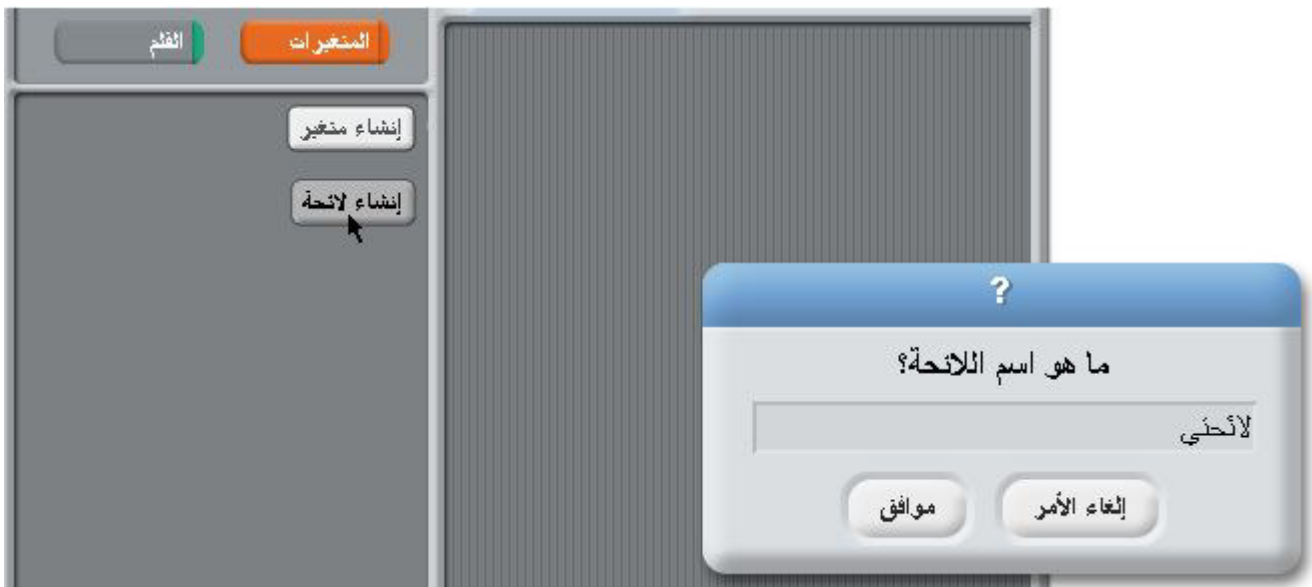 المتغيرات القلم
إنشاء متغير
إنشاء لائحة
?
ما هو اسم اللائحة؟
لائحتي
إلغاء الأمر موافق